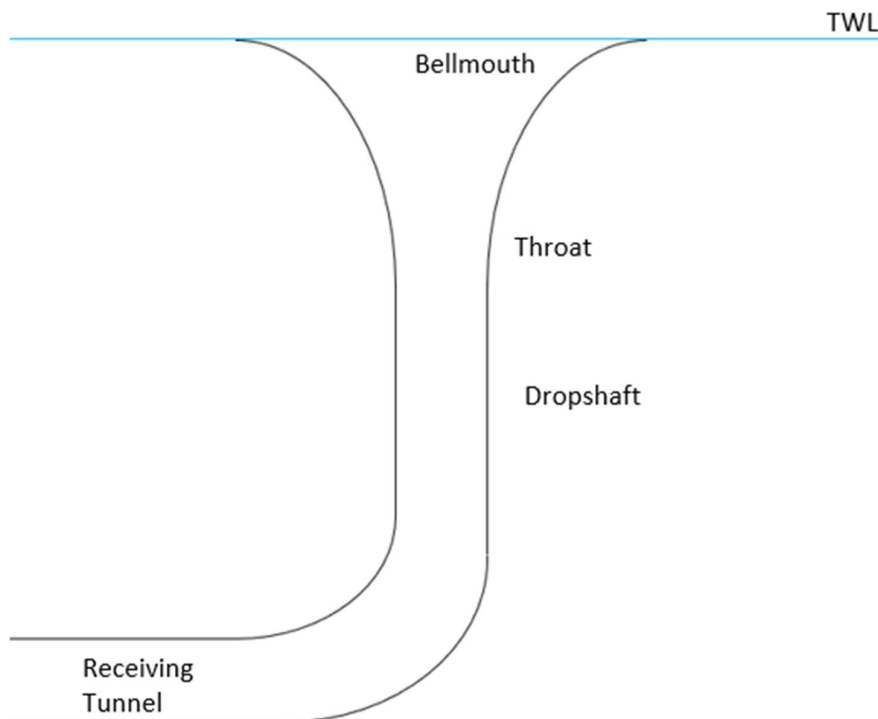 TWL
Bellmouth
Throat
Dropshaft
Receiving
Tunnel